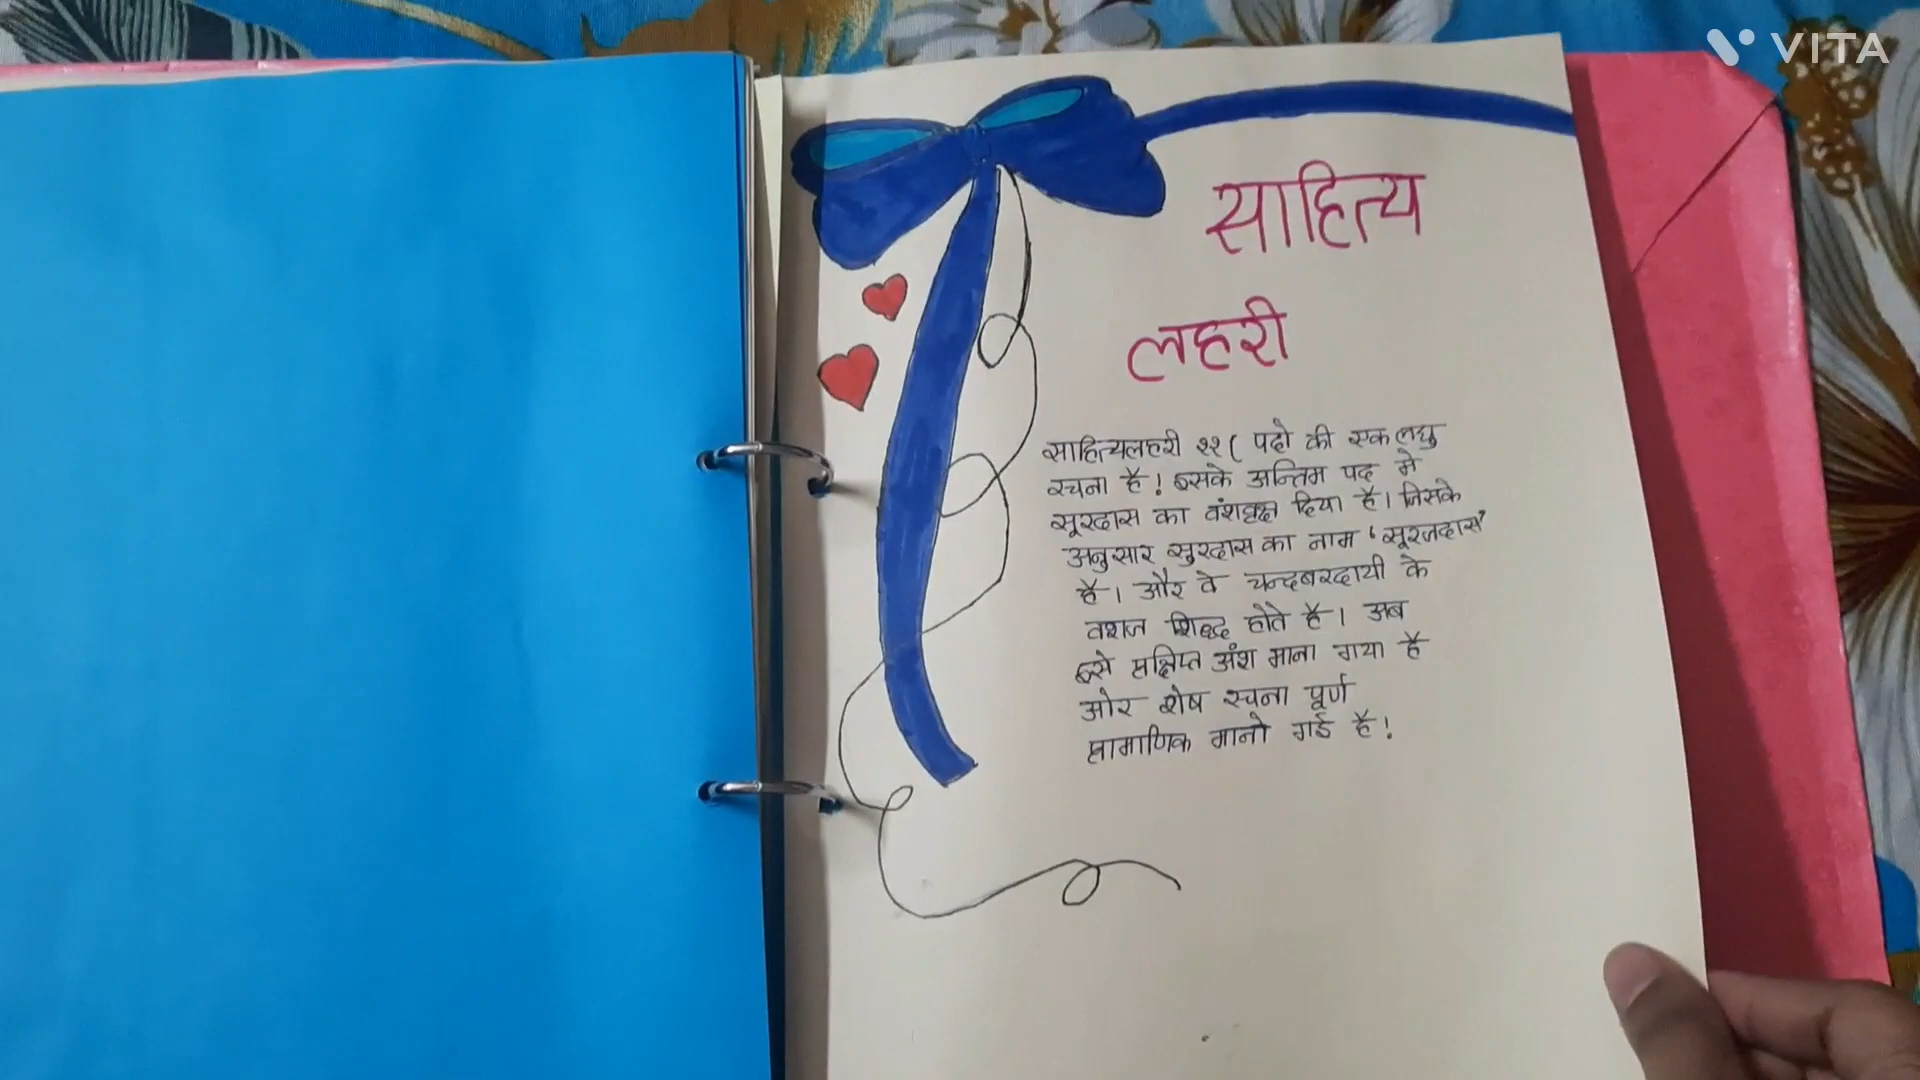 VITA
साहित्य
लहरी
साहित्यलहरी ११८ पदो की एक लघु
रचना है! इसके अन्तिम पद मे
सूरदास का वंशवृक्ष दिया है। जिसके
अनुसार सुरदास का नाम 'सूरजदास'
है। और वे चन्दबरदायी के
वशज सिद्ध होते है। अब
इसे प्रक्षिप्त अंश माना गया है
ओर शेष रचना पूर्ण
प्रामाणिक मानी गई है!